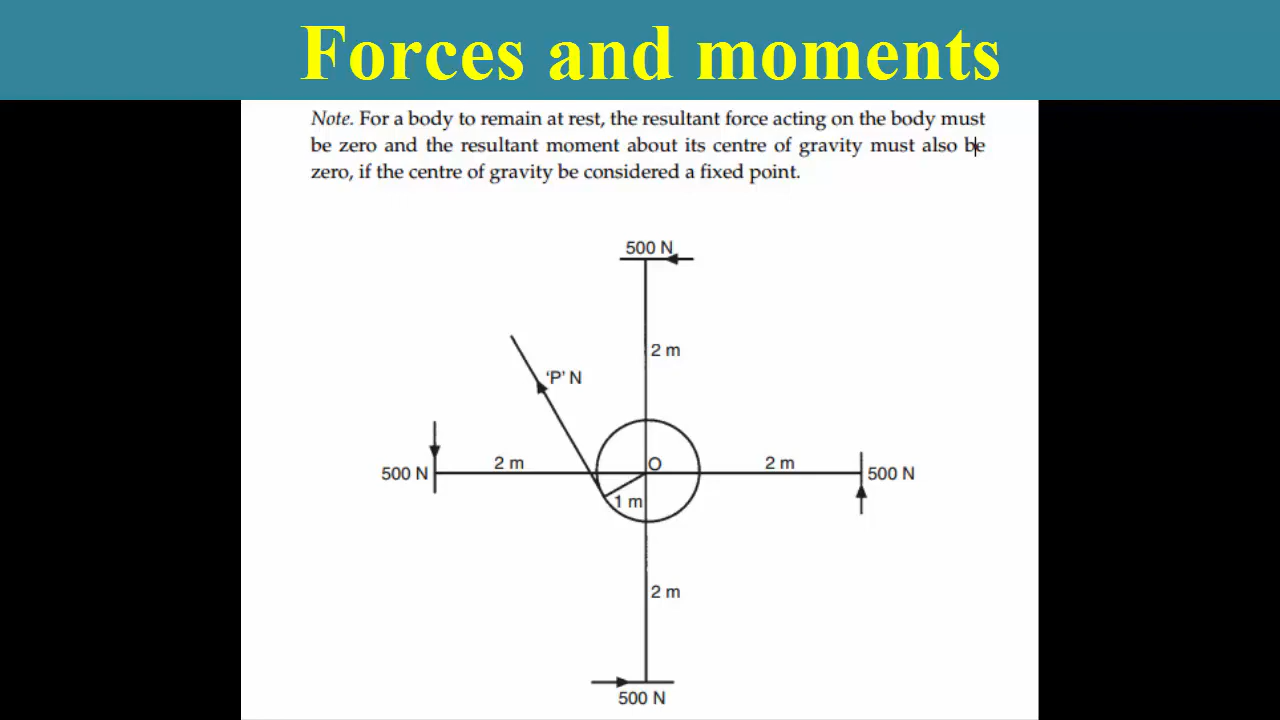 Forces and moments
Note. For a body to remain at rest, the resultant force acting on the body must
be zero and the resultant moment about its centre of gravity must also be
zero, if the centre of gravity be considered a fixed point.
500 N
2 m
'P' N
500 N
2 m
O
2 m
500 N
1 m
2 m
500 N